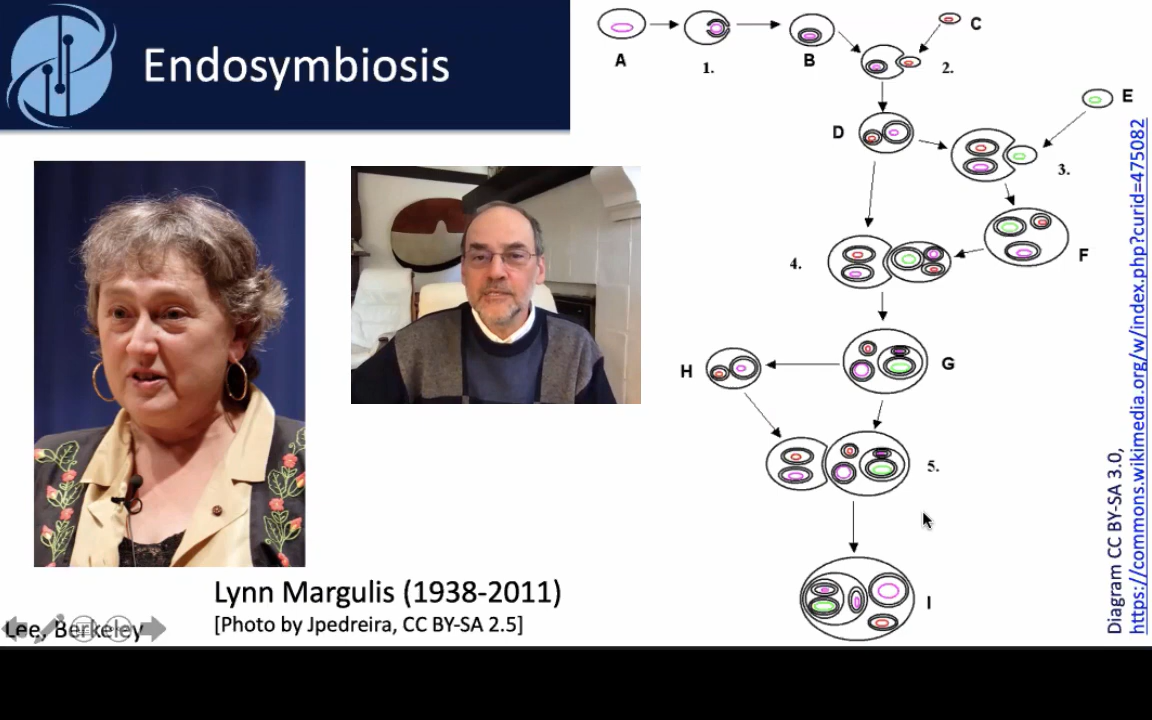 Endosymbiosis
A
1.
B
C
2.
D
E
3.
4.
F
H
G
5.
I
Lynn Margulis (1938-2011)
[Photo by Jpedreira, CC BY-SA 2.5]
Lee, Berkeley
Diagram CC BY-SA 3.0,
https://commons.wikimedia.org/w/index.php?curid=475082